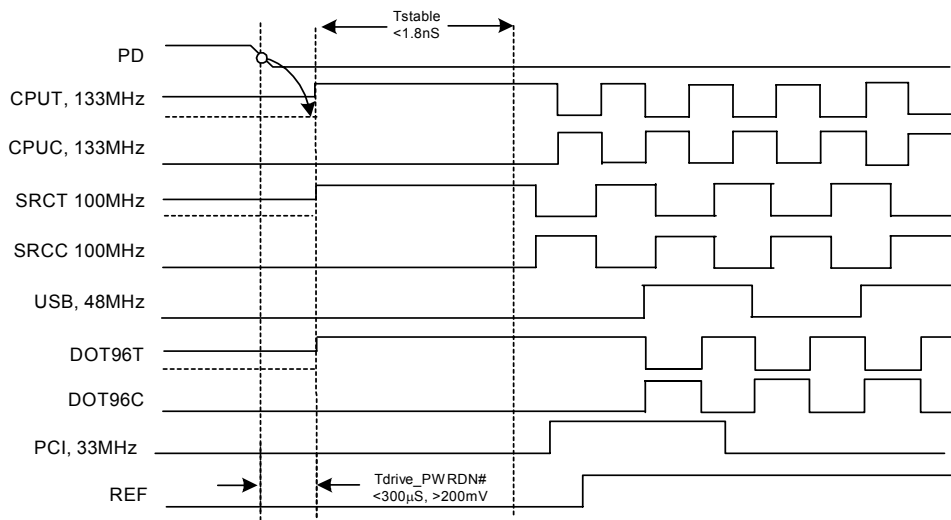 Tstable
<1.8nS
PD
CPUT, 133MHz
CPUC, 133MHz
SRCT 100MHz
SRCC 100MHz
USB, 48MHz
DOT96T
DOT96C
PCI, 33MHz
Tdrive_PWRDN#
<300μS, >200mV
REF